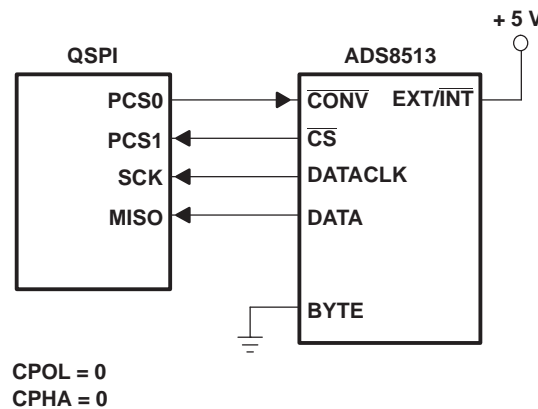 + 5 V
QSPI
ADS8513
PCS0
CONV
EXT/INT
PCS1
CS
SCK
DATACLK
MISO
DATA
BYTE
CPOL = 0
CPHA = 0